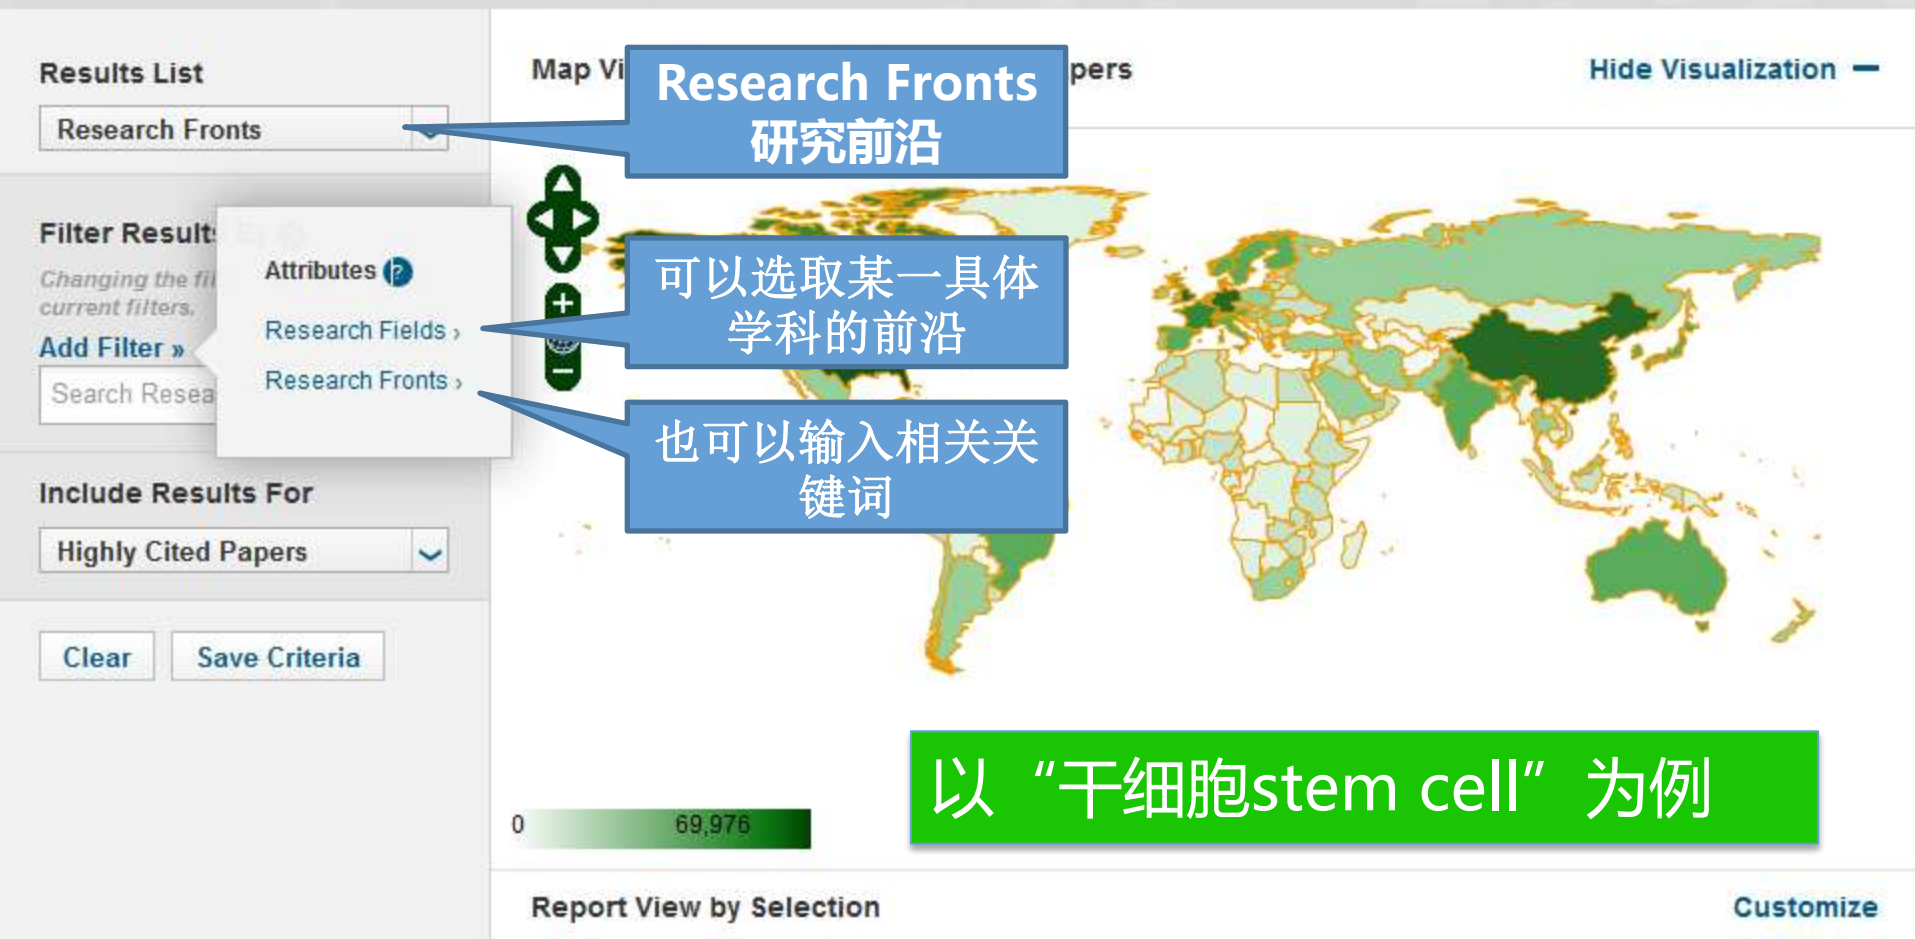 Results List
Research Fronts
Filter Result
Changing the fil
current filters.
Add Filter »
Search Resea
Attributes ?
Research Fields ›
Research Fronts ›
Include Results For
Highly Cited Papers
Clear
Save Criteria
Map Vi
pers
Hide Visualization
Research Fronts
研究前沿
可以选取某一具体
学科的前沿
也可以输入相关关
键词
以“干细胞stem cell”为例
0
69,976
Report View by Selection
Customize